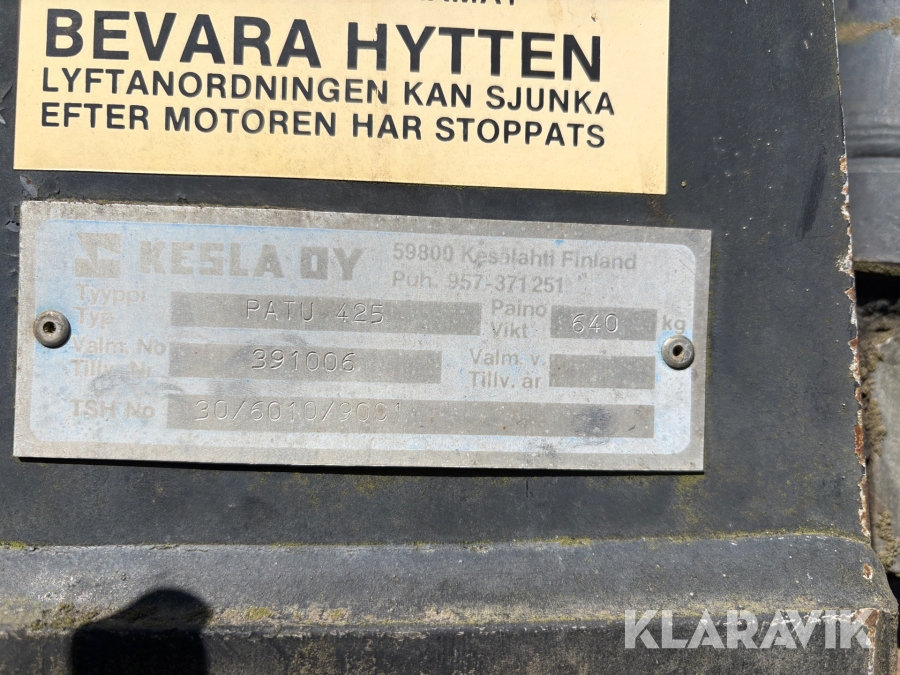 BEVARA HYTTEN
LYFTANORDNINGEN KAN SJUNKA
EFTER MOTOREN HAR STOPPATS
KESLA OY
59800 Kesälahti Finland
Puh. 957-371251
Tyyppi
Typ
PATU 425
Paino
Vikt
640
kg
Valm. No
Tillv. Nr
391006
Valm. v.
Tillv. år
TSH No
30/6010/9001
KLARAVIK